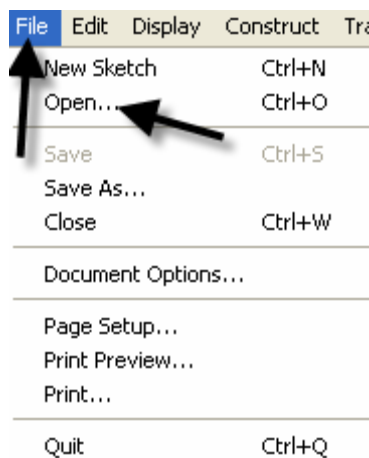 File Edit Display Construct Tra
New Sketch Ctrl+N
Open... Ctrl+O
Save Ctrl+S
Save As...
Close Ctrl+W
Document Options...
Page Setup...
Print Preview...
Print...
Quit Ctrl+Q